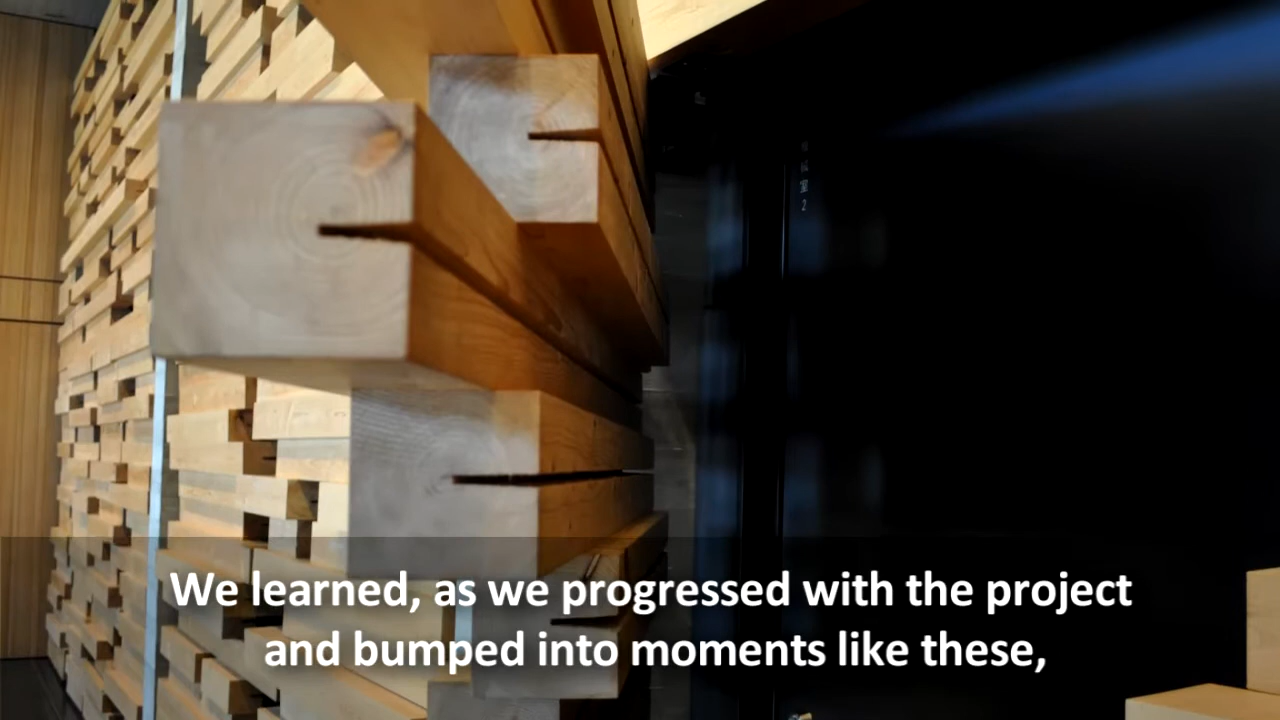 We learned, as we progressed with the project
and bumped into moments like these,